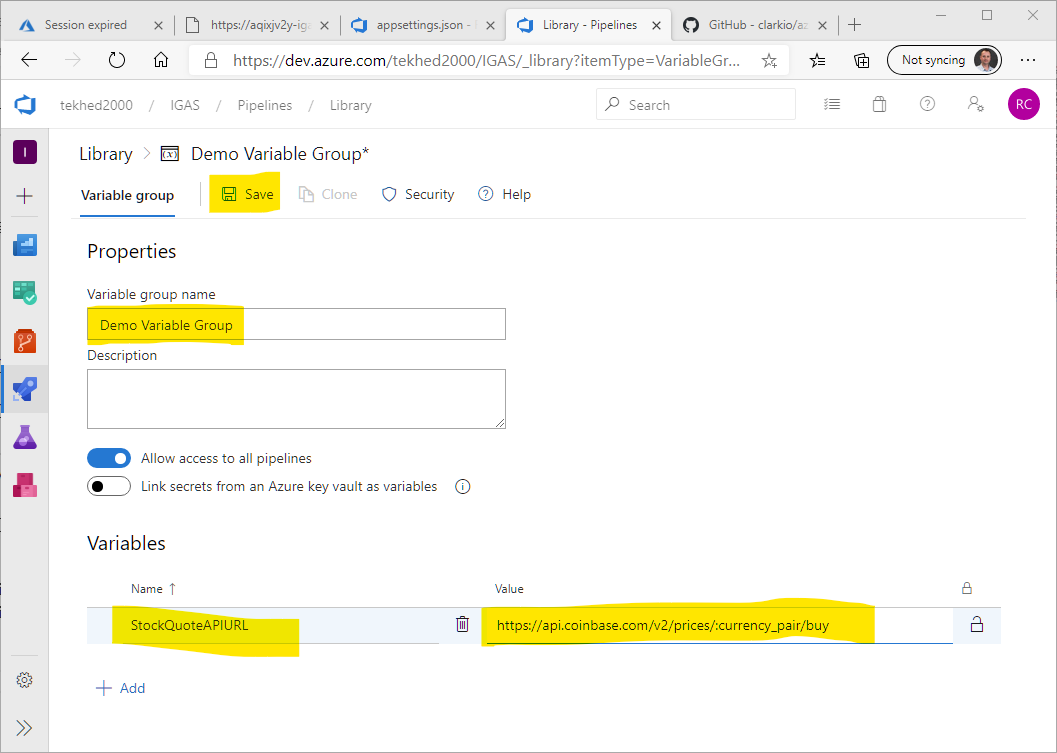 Session expired
https://aqixjv2y-iga
appsettings.json -
Library - Pipelines
GitHub - clarkio/az
https://dev.azure.com/tekhed2000/IGAS/_library?itemType=VariableGr...
Not syncing
tekhed2000 / IGAS / Pipelines / Library
Search
RC
I
Library > Demo Variable Group*
Variable group
Save
Clone
Security
Help
Properties
Variable group name
Demo Variable Group
Description
Allow access to all pipelines
Link secrets from an Azure key vault as variables
Variables
Name ↑ Value
StockQuoteAPIURL https://api.coinbase.com/v2/prices/:currency_pair/buy
+ Add